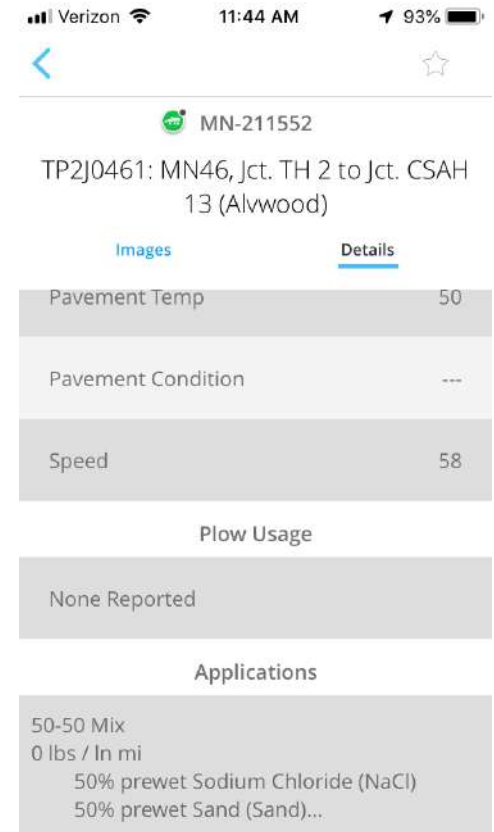 Verizon 11:44 AM 93%
MN-211552
TP2J0461: MN46, Jct. TH 2 to Jct. CSAH
13 (Alvwood)
Images Details
Pavement Temp 50
Pavement Condition ---
Speed 58
Plow Usage
None Reported
Applications
50-50 Mix
0 lbs / ln mi
50% prewet Sodium Chloride (NaCl)
50% prewet Sand (Sand)...